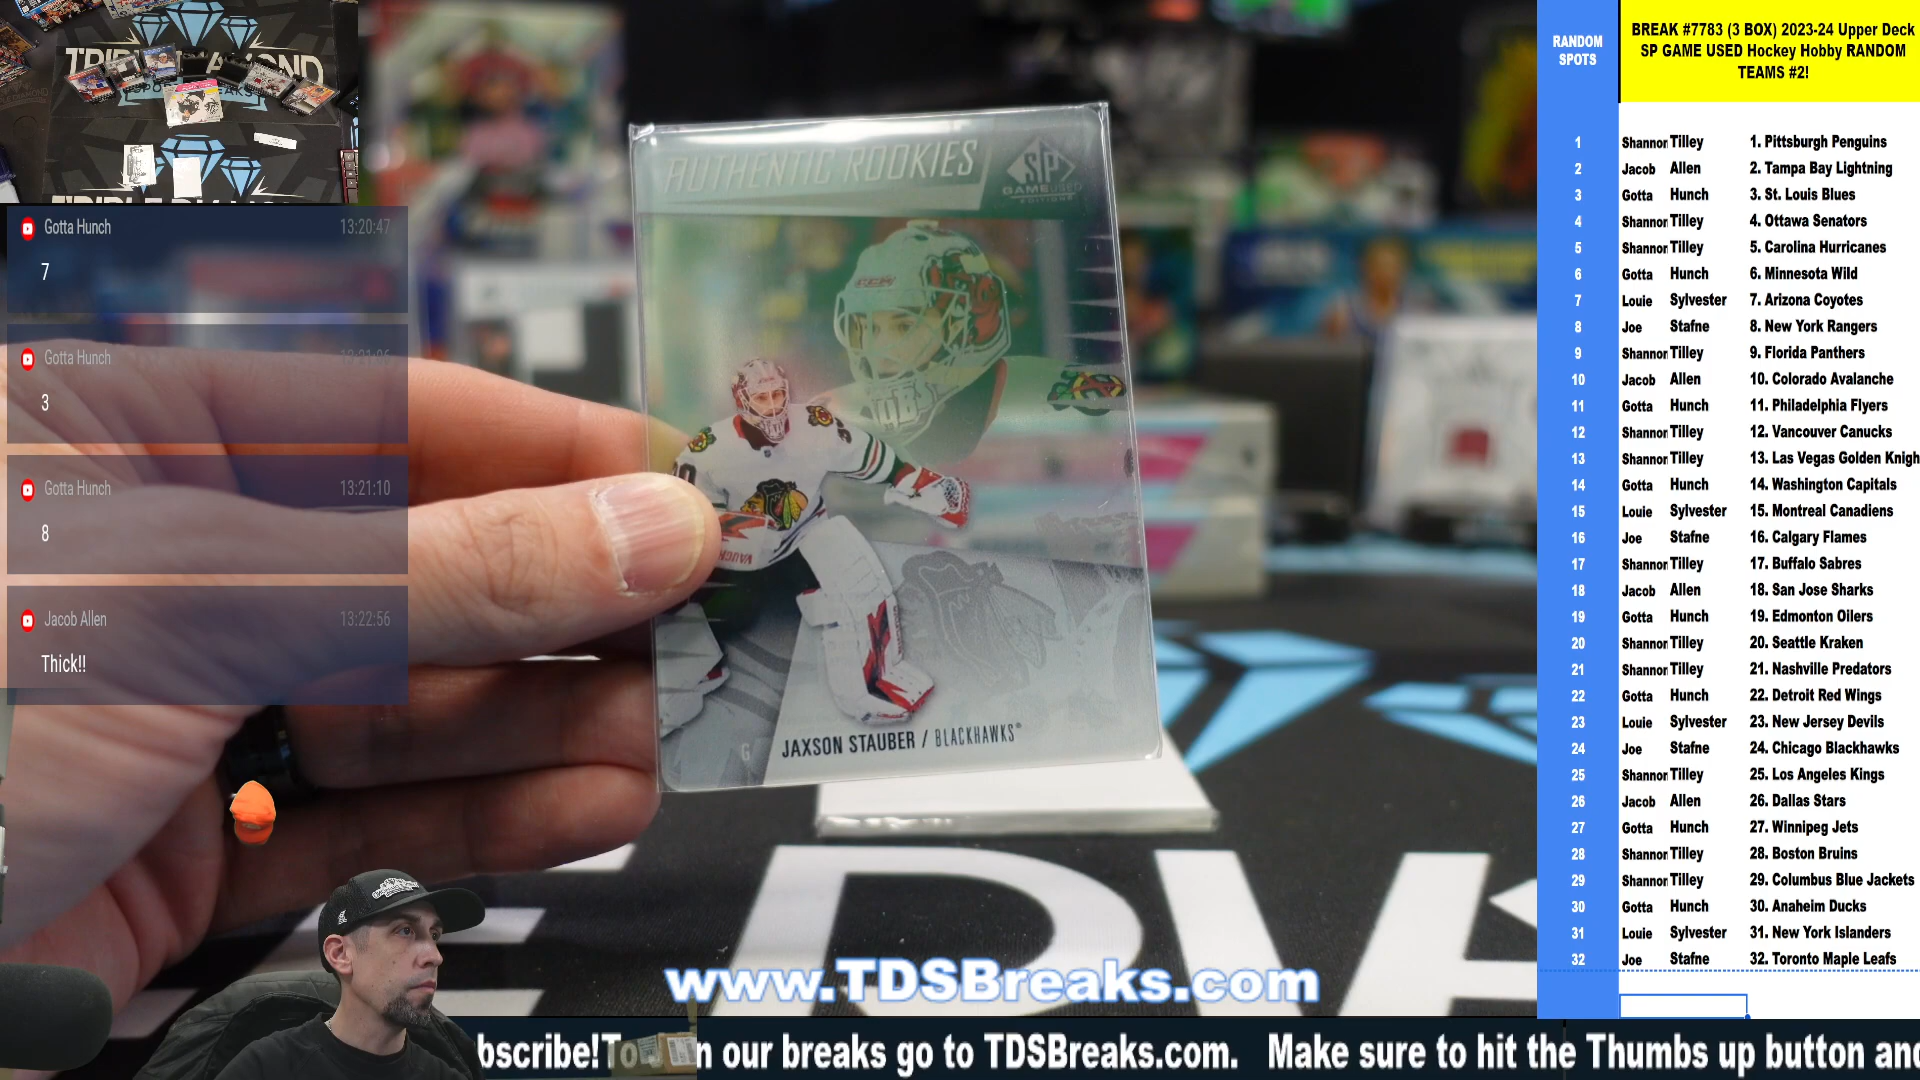 Gotta Hunch 13:20:47
7
Gotta Hunch
3
Gotta Hunch 13:21:10
8
Jacob Allen 13:22:56
Thick!!
AUTHENTIC ROOKIES
SP
GAME USED
EDITIONS
G JAXSON STAUBER / BLACKHAWKS
www.TDSBreaks.com
bscribe! To n our breaks go to TDSBreaks.com. Make sure to hit the Thumbs up button and
RANDOM SPOTS
BREAK #7783 (3 BOX) 2023-24 Upper Deck
SP GAME USED Hockey Hobby RANDOM
TEAMS #2!
1 Shannon Tilley 1. Pittsburgh Penguins
2 Jacob Allen 2. Tampa Bay Lightning
3 Gotta Hunch 3. St. Louis Blues
4 Shannon Tilley 4. Ottawa Senators
5 Shannon Tilley 5. Carolina Hurricanes
6 Gotta Hunch 6. Minnesota Wild
7 Louie Sylvester 7. Arizona Coyotes
8 Joe Stafne 8. New York Rangers
9 Shannon Tilley 9. Florida Panthers
10 Jacob Allen 10. Colorado Avalanche
11 Gotta Hunch 11. Philadelphia Flyers
12 Shannon Tilley 12. Vancouver Canucks
13 Shannon Tilley 13. Las Vegas Golden Knigh
14 Gotta Hunch 14. Washington Capitals
15 Louie Sylvester 15. Montreal Canadiens
16 Joe Stafne 16. Calgary Flames
17 Shannon Tilley 17. Buffalo Sabres
18 Jacob Allen 18. San Jose Sharks
19 Gotta Hunch 19. Edmonton Oilers
20 Shannon Tilley 20. Seattle Kraken
21 Shannon Tilley 21. Nashville Predators
22 Gotta Hunch 22. Detroit Red Wings
23 Louie Sylvester 23. New Jersey Devils
24 Joe Stafne 24. Chicago Blackhawks
25 Shannon Tilley 25. Los Angeles Kings
26 Jacob Allen 26. Dallas Stars
27 Gotta Hunch 27. Winnipeg Jets
28 Shannon Tilley 28. Boston Bruins
29 Shannon Tilley 29. Columbus Blue Jackets
30 Gotta Hunch 30. Anaheim Ducks
31 Louie Sylvester 31. New York Islanders
32 Joe Stafne 32. Toronto Maple Leafs